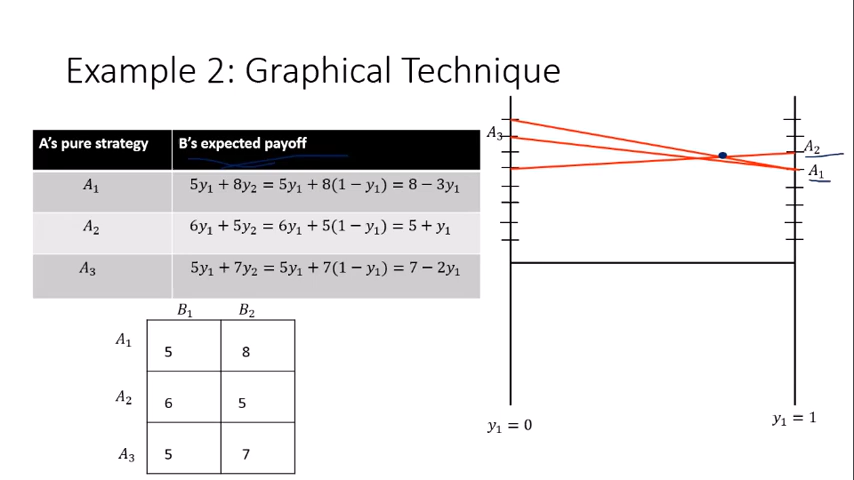 Example 2: Graphical Technique
A's pure strategy B's expected payoff
A₁ 5y₁ + 8y₂ = 5y₁ + 8(1 − y₁) = 8 − 3y₁
A₂ 6y₁ + 5y₂ = 6y₁ + 5(1 − y₁) = 5 + y₁
A₃ 5y₁ + 7y₂ = 5y₁ + 7(1 − y₁) = 7 − 2y₁
B₁ B₂
A₁ 5 8
A₂ 6 5
A₃ 5 7
A₃
A₂
A₁
y₁ = 0
y₁ = 1